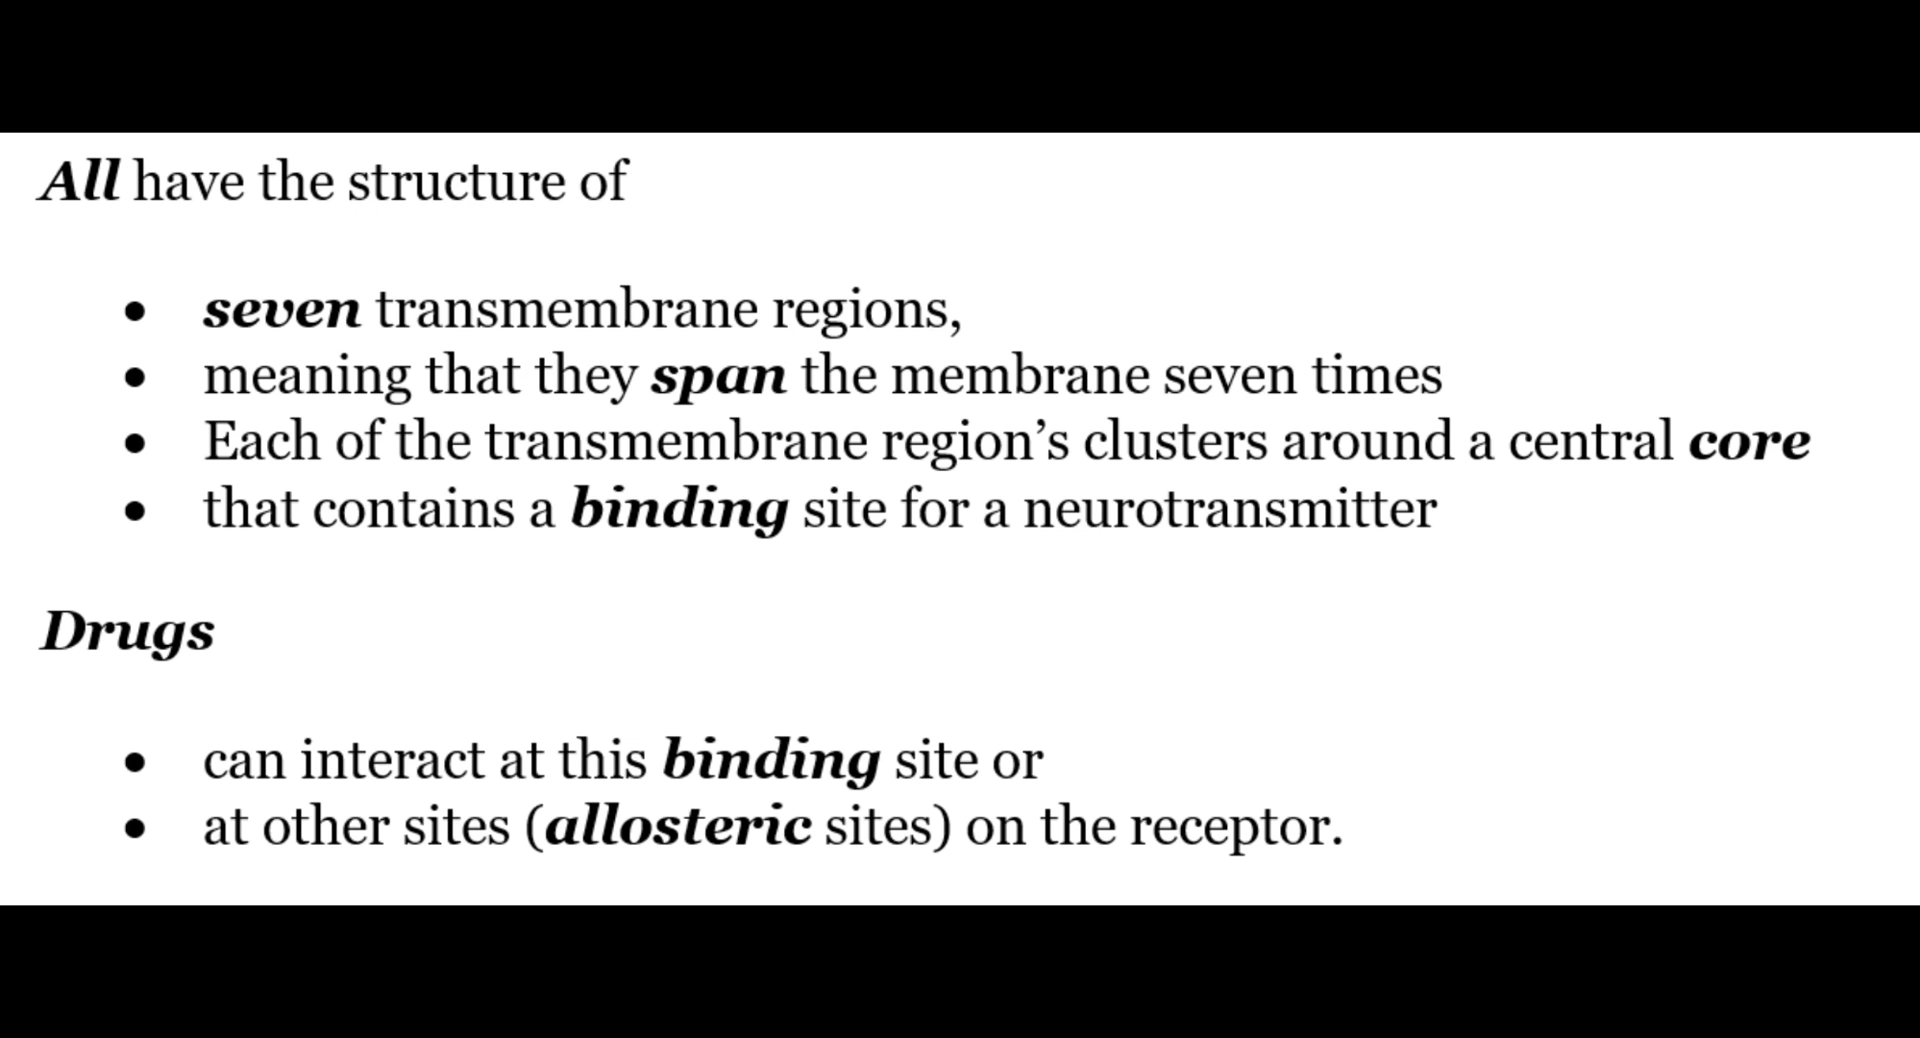 All have the structure of
• seven transmembrane regions,
• meaning that they span the membrane seven times
• Each of the transmembrane region’s clusters around a central core
• that contains a binding site for a neurotransmitter
Drugs
• can interact at this binding site or
• at other sites (allosteric sites) on the receptor.